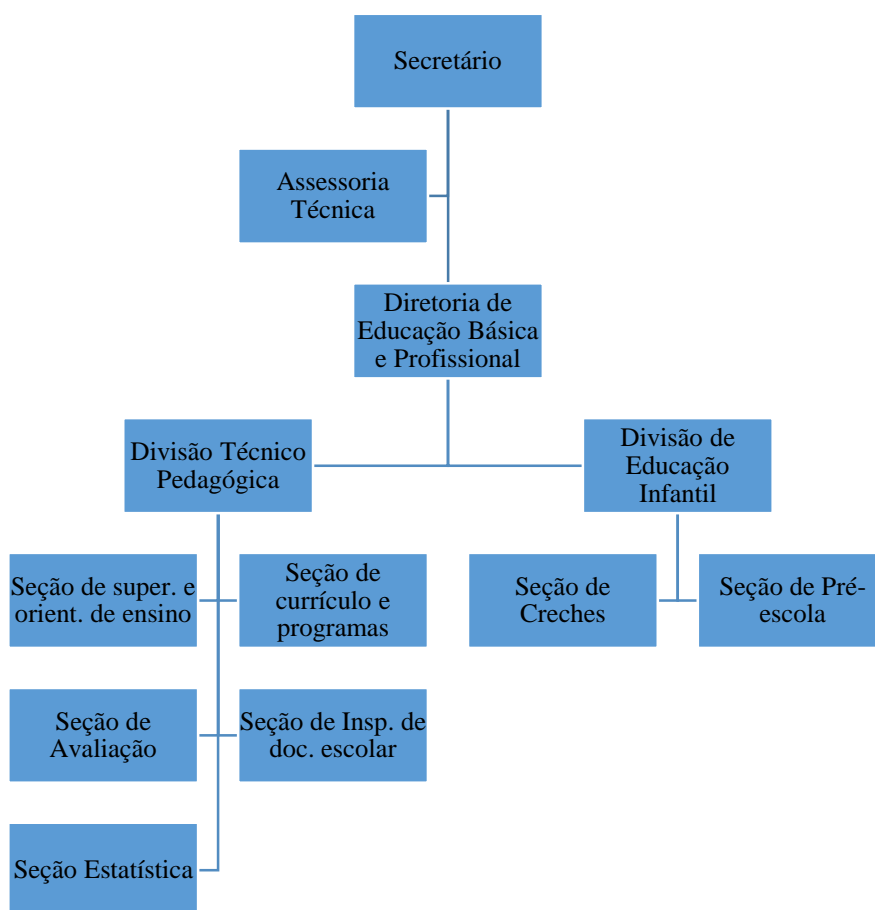 Secretário
Assessoria
Técnica
Diretoria de
Educação Básica
e Profissional
Divisão Técnico
Pedagógica
Divisão de
Educação
Infantil
Seção de super. e
orient. de ensino
Seção de
currículo e
programas
Seção de
Creches
Seção de Pré-
escola
Seção de
Avaliação
Seção de Insp. de
doc. escolar
Seção Estatística